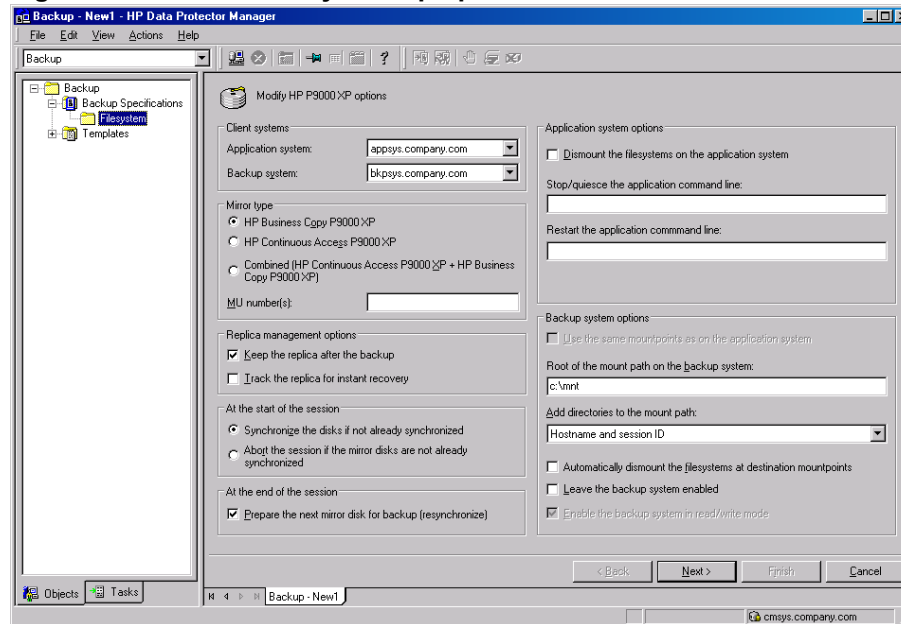 Backup - New1 - HP Data Protector Manager
File Edit View Actions Help
Backup
Backup
Backup Specifications
Filesystem
Templates
Modify HP P9000 XP options
Client systems
Application system: appsys.company.com
Backup system: bkpsys.company.com
Mirror type
HP Business Copy P9000 XP
HP Continuous Access P9000 XP
Combined (HP Continuous Access P9000 XP + HP Business
Copy P9000 XP)
MU number(s):
Replica management options
Keep the replica after the backup
Track the replica for instant recovery
At the start of the session
Synchronize the disks if not already synchronized
Abort the session if the mirror disks are not already
synchronized
At the end of the session
Prepare the next mirror disk for backup (resynchronize)
Application system options
Dismount the filesystems on the application system
Stop/quiesce the application command line:
Restart the application commmand line:
Backup system options
Use the same mountpoints as on the application system
Root of the mount path on the backup system:
c:\mnt
Add directories to the mount path:
Hostname and session ID
Automatically dismount the filesystems at destination mountpoints
Leave the backup system enabled
Enable the backup system in read/write mode
< Back Next > Finish Cancel
Objects Tasks
Backup - New1
cmsys.company.com